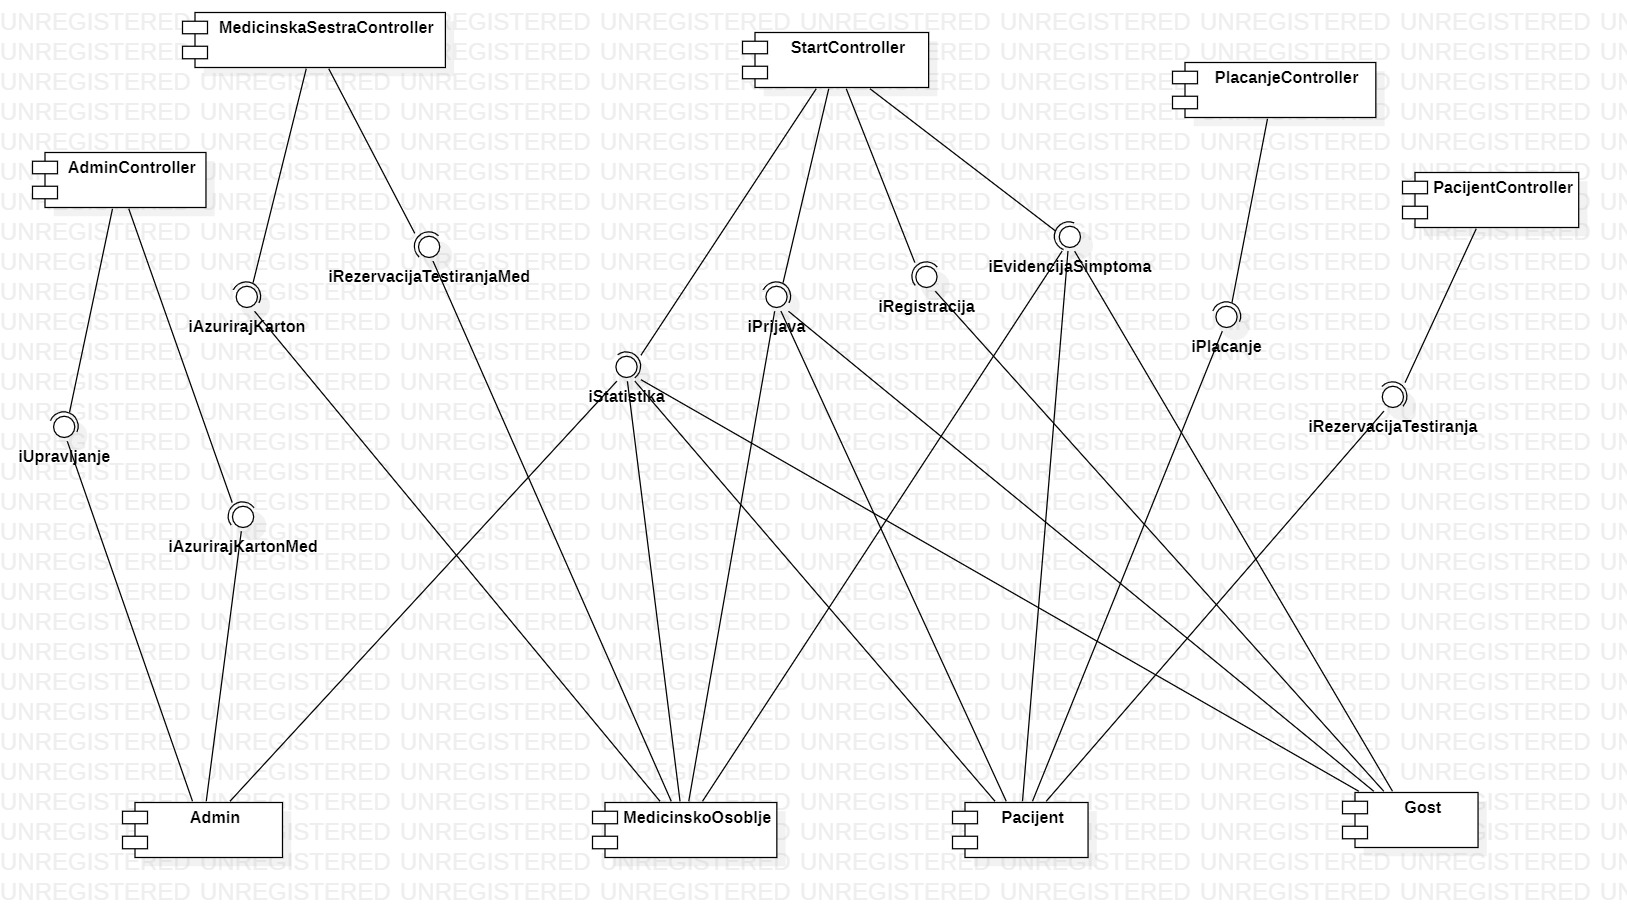 MedicinskaSestraController
StartController
PlacanjeController
AdminController
PacijentController
iRezervacijaTestiranjaMed
iEvidencijaSimptoma
iAzurirajKarton
iPrijava
iRegistracija
iPlacanje
iStatistika
iRezervacijaTestiranja
iUpravljanje
iAzurirajKartonMed
Admin
MedicinskoOsoblje
Pacijent
Gost
UNREGISTERED